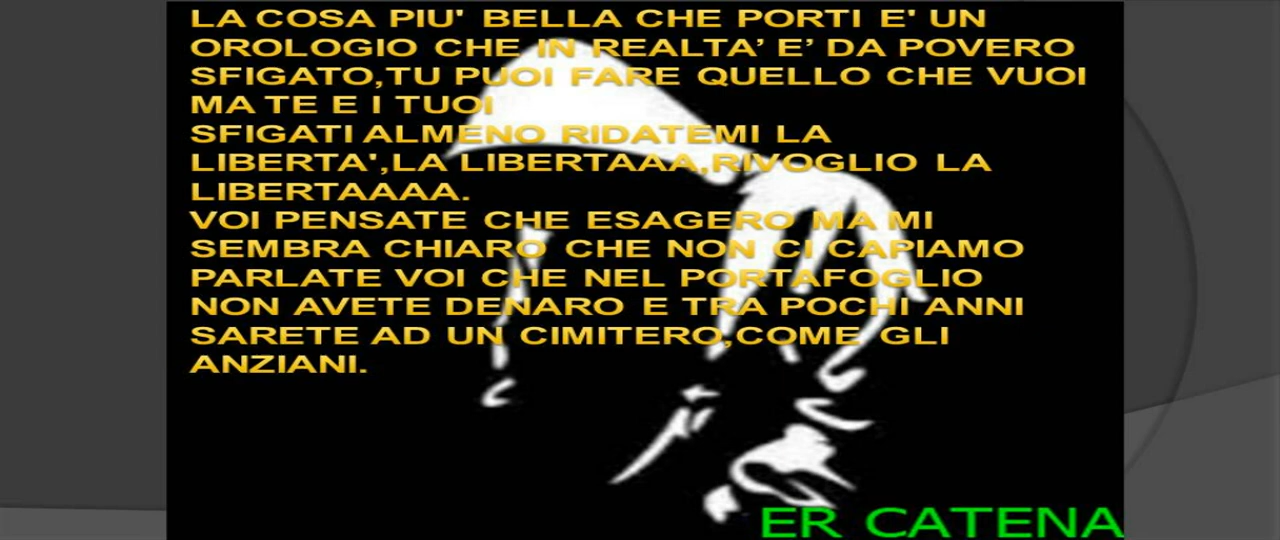 LA COSA PIU' BELLA CHE PORTI E' UN
OROLOGIO CHE IN REALTA’ E’ DA POVERO
SFIGATO,TU PUOI FARE QUELLO CHE VUOI
MA TE E I TUOI
SFIGATI ALMENO RIDATEMI LA
LIBERTA',LA LIBERTAAA,RIVOGLIO LA
LIBERTAAAA.
VOI PENSATE CHE ESAGERO MA MI
SEMBRA CHIARO CHE NON CI CAPIAMO
PARLATE VOI CHE NEL PORTAFOGLIO
NON AVETE DENARO E TRA POCHI ANNI
SARETE AD UN CIMITERO,COME GLI
ANZIANI.
ER CATENA